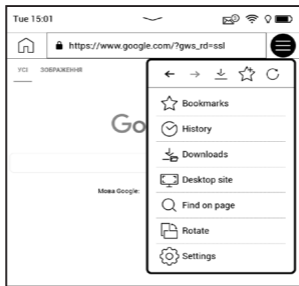 Tue 15:01
https://www.google.com/?gws_rd=ssl
УСІ ЗОБРАЖЕННЯ
Go
Мова Google:
Bookmarks
History
Downloads
Desktop site
Find on page
Rotate
Settings